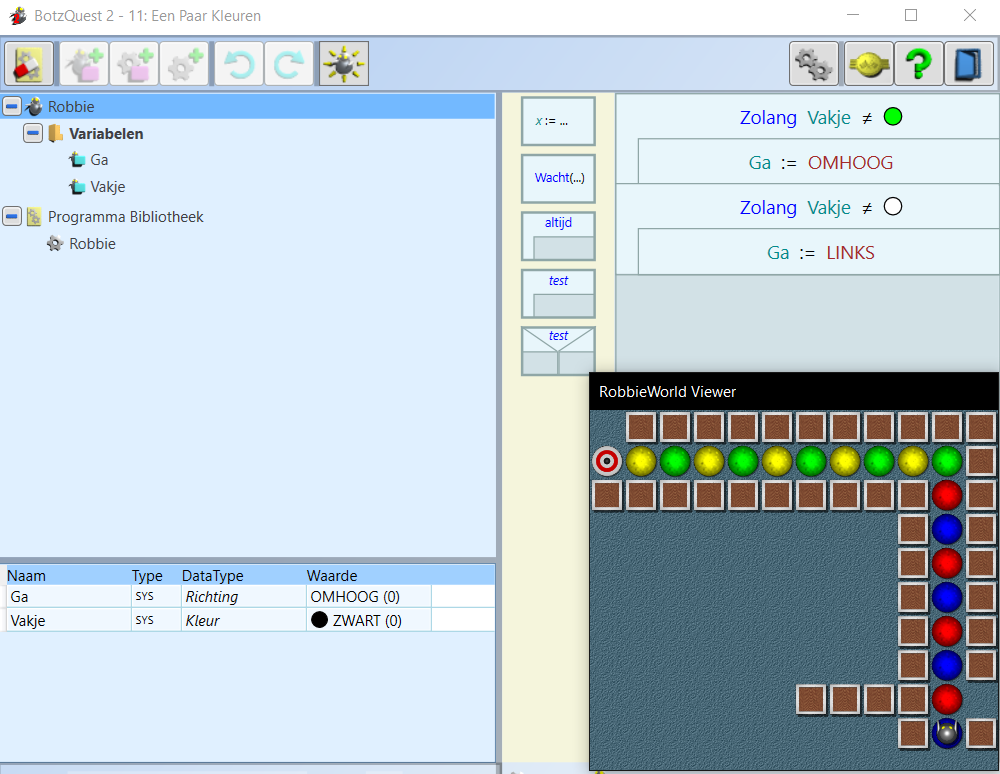 BotzQuest 2 - 11: Een Paar Kleuren
Robbie
Variabelen
Ga
Vakje
Programma Bibliotheek
Robbie
x := ...
Wacht(...)
altijd
test
test
Zolang Vakje ≠
Ga := OMHOOG
Zolang Vakje ≠
Ga := LINKS
RobbieWorld Viewer
Naam Type DataType Waarde
Ga SYS Richting OMHOOG (0)
Vakje SYS Kleur ZWART (0)